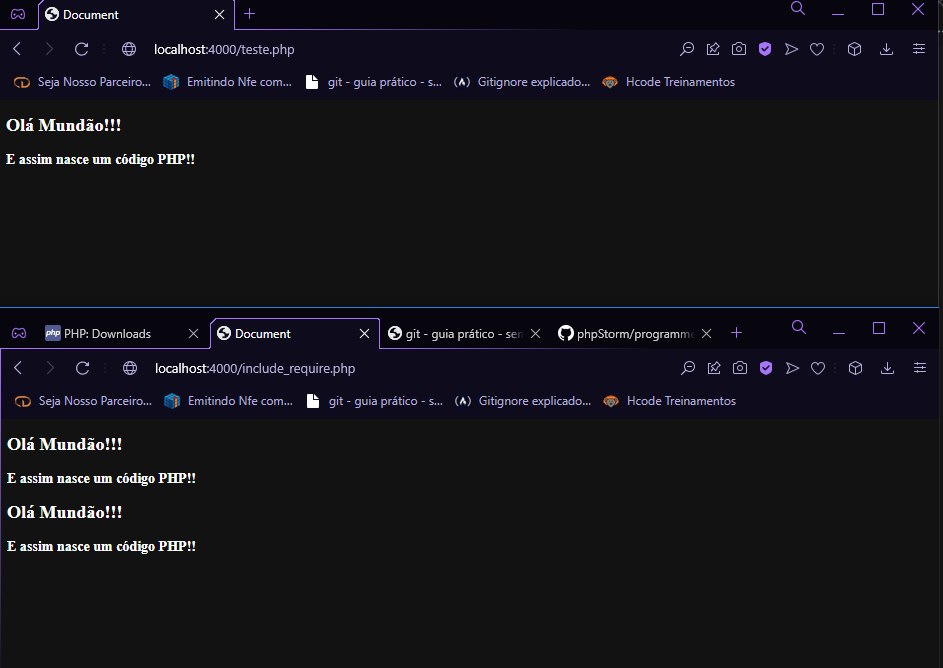 Document
localhost:4000/teste.php
Seja Nosso Parceiro... Emitindo Nfe com... git - guia prático - s... Gitignore explicado... Hcode Treinamentos
Olá Mundão!!!
E assim nasce um código PHP!!
php PHP: Downloads Document git - guia prático - sen phpStorm/programme
localhost:4000/include_require.php
Seja Nosso Parceiro... Emitindo Nfe com... git - guia prático - s... Gitignore explicado... Hcode Treinamentos
Olá Mundão!!!
E assim nasce um código PHP!!
Olá Mundão!!!
E assim nasce um código PHP!!